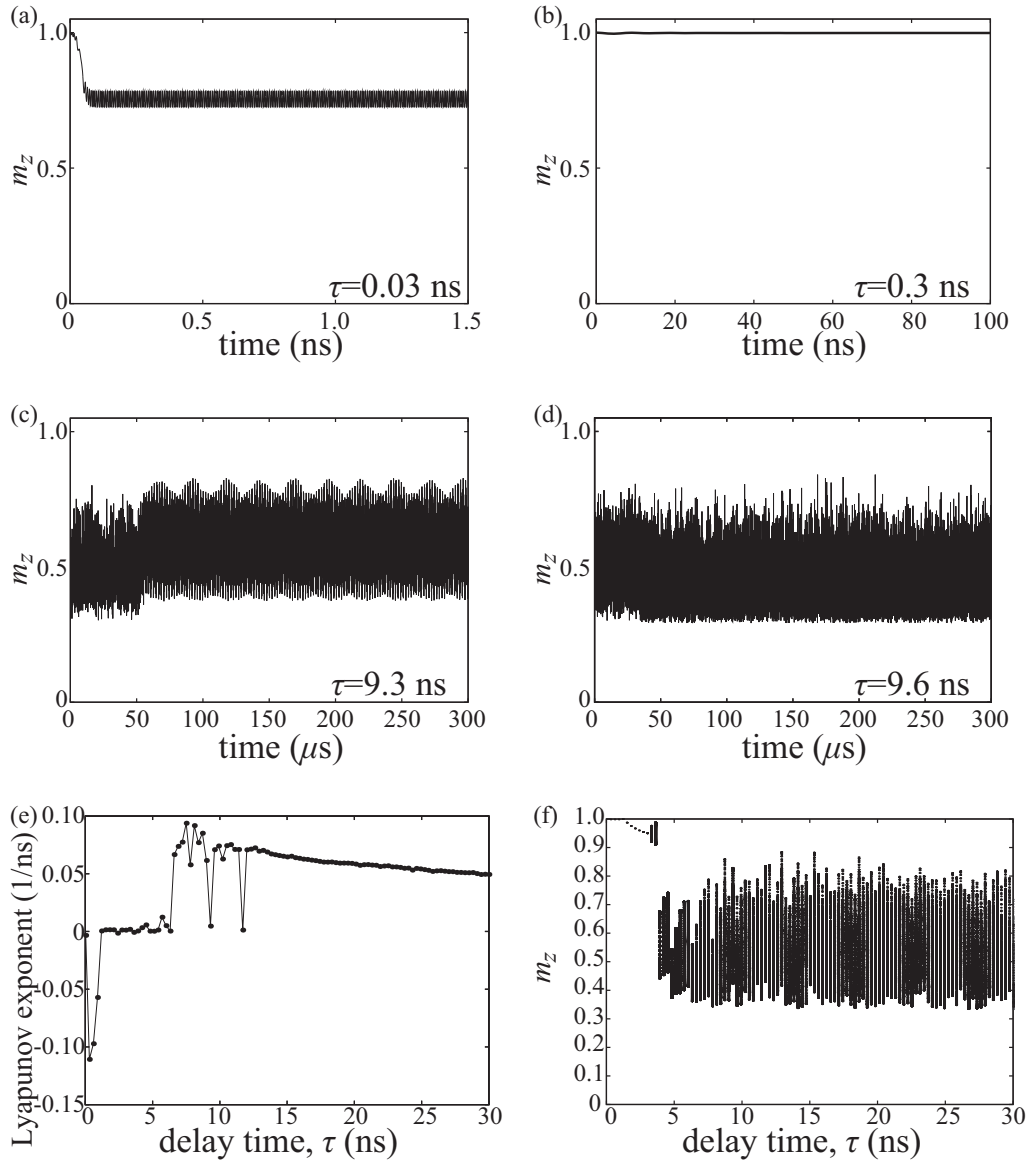 (a)
1.0
0.5
0
m_z
τ=0.03 ns
0 0.5 1.0 1.5
time (ns)
(b)
1.0
0.5
0
m_z
τ=0.3 ns
0 20 40 60 80 100
time (ns)
(c)
1.0
0.5
0
m_z
τ=9.3 ns
0 50 100 150 200 250 300
time (μs)
(d)
1.0
0.5
0
m_z
τ=9.6 ns
0 50 100 150 200 250 300
time (μs)
(e)
0.10
0.05
0
-0.05
-0.10
-0.15
Lyapunov exponent (1/ns)
0 5 10 15 20 25 30
delay time, τ (ns)
(f)
1.0
0.9
0.8
0.7
0.6
0.5
0.4
0.3
0.2
0.1
0
m_z
0 5 10 15 20 25 30
delay time, τ (ns)